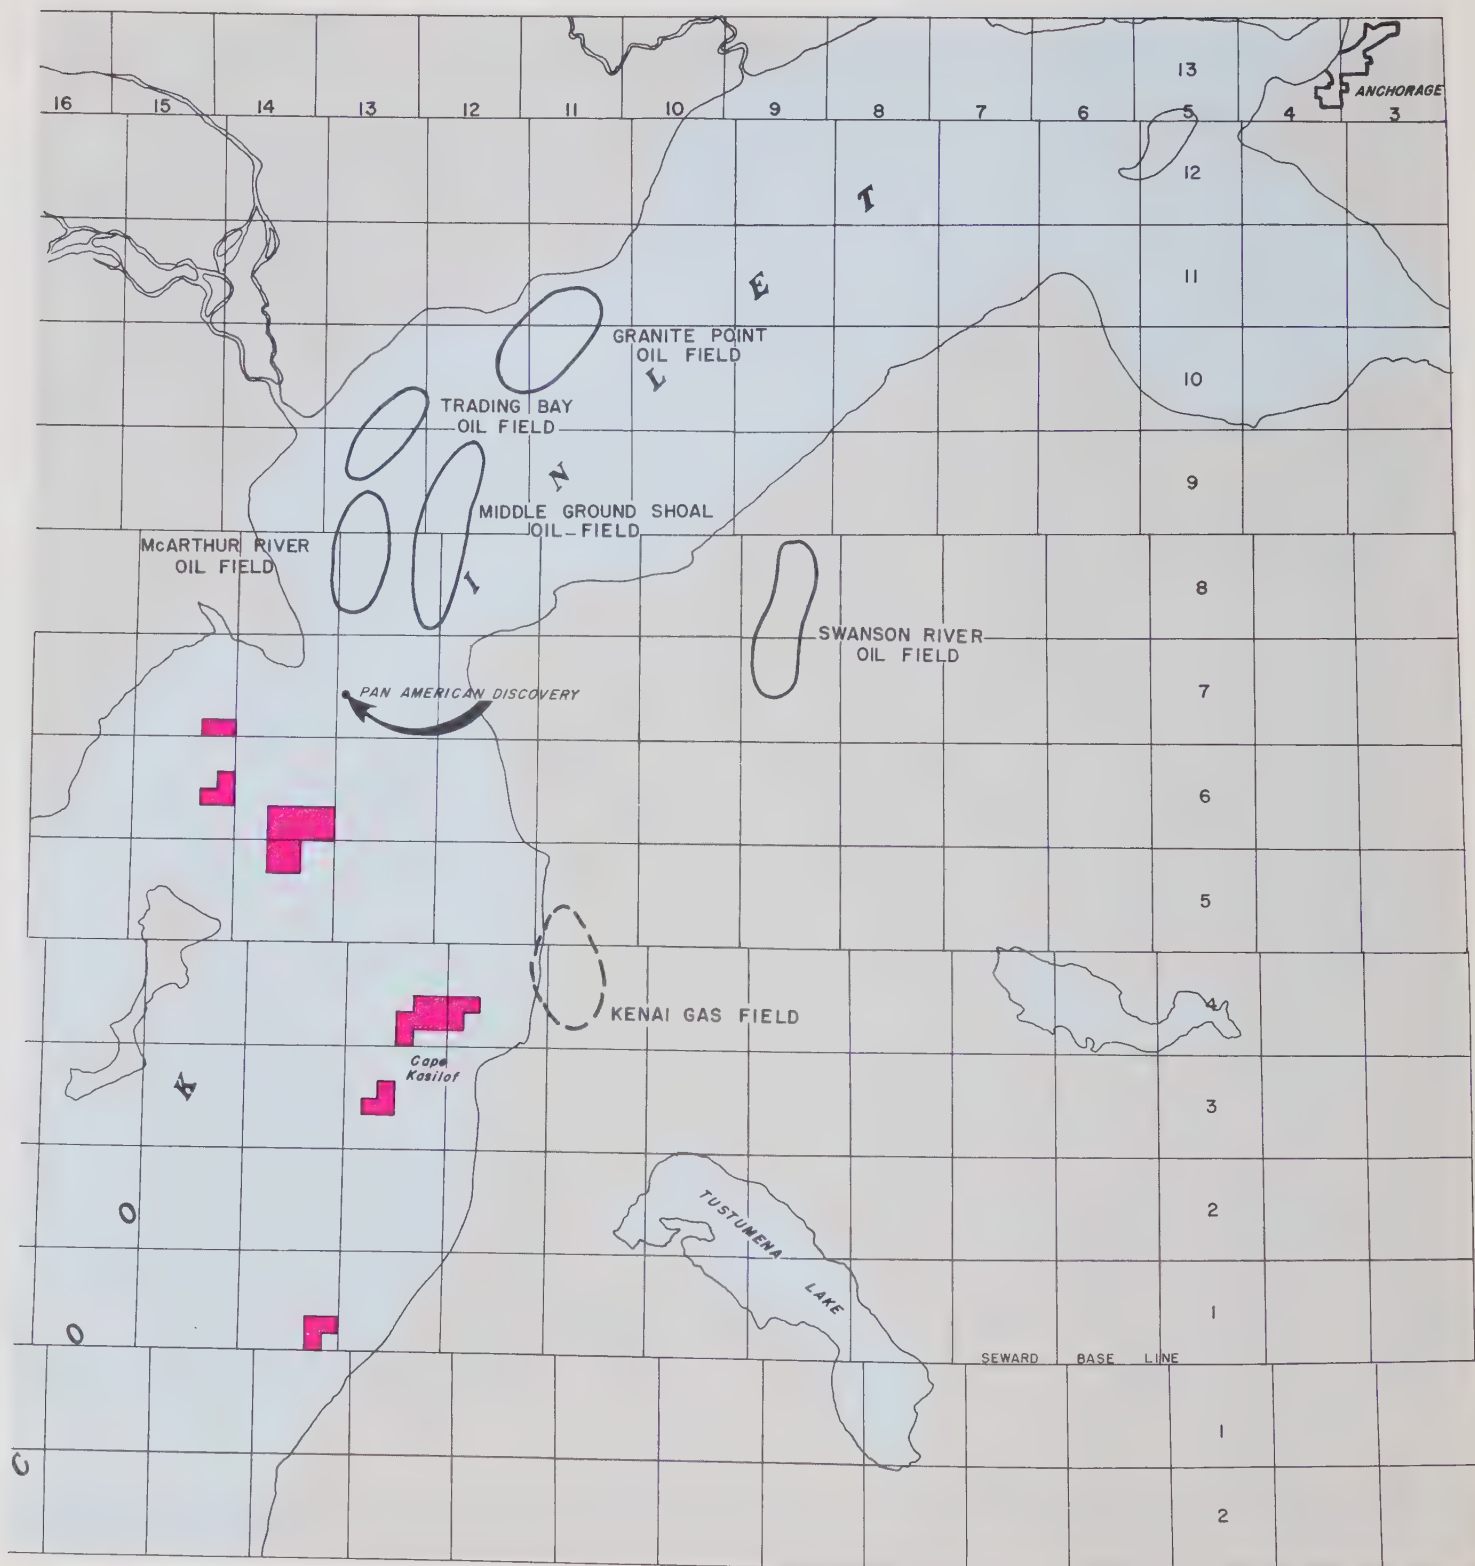 13
ANCHORAGE
16 15 14 13 12 11 10 9 8 7 6 5 4 3
12
T
11
E
GRANITE POINT
OIL FIELD
10
L
TRADING BAY
OIL FIELD
N
9
MIDDLE GROUND SHOAL
OIL FIELD
McARTHUR RIVER
OIL FIELD
I
8
SWANSON RIVER
OIL FIELD
7
PAN AMERICAN DISCOVERY
6
5
4
KENAI GAS FIELD
Cape
Kasilof
K
3
TUSTUMENA
LAKE
2
O
1
O
SEWARD BASE LINE
1
C
2